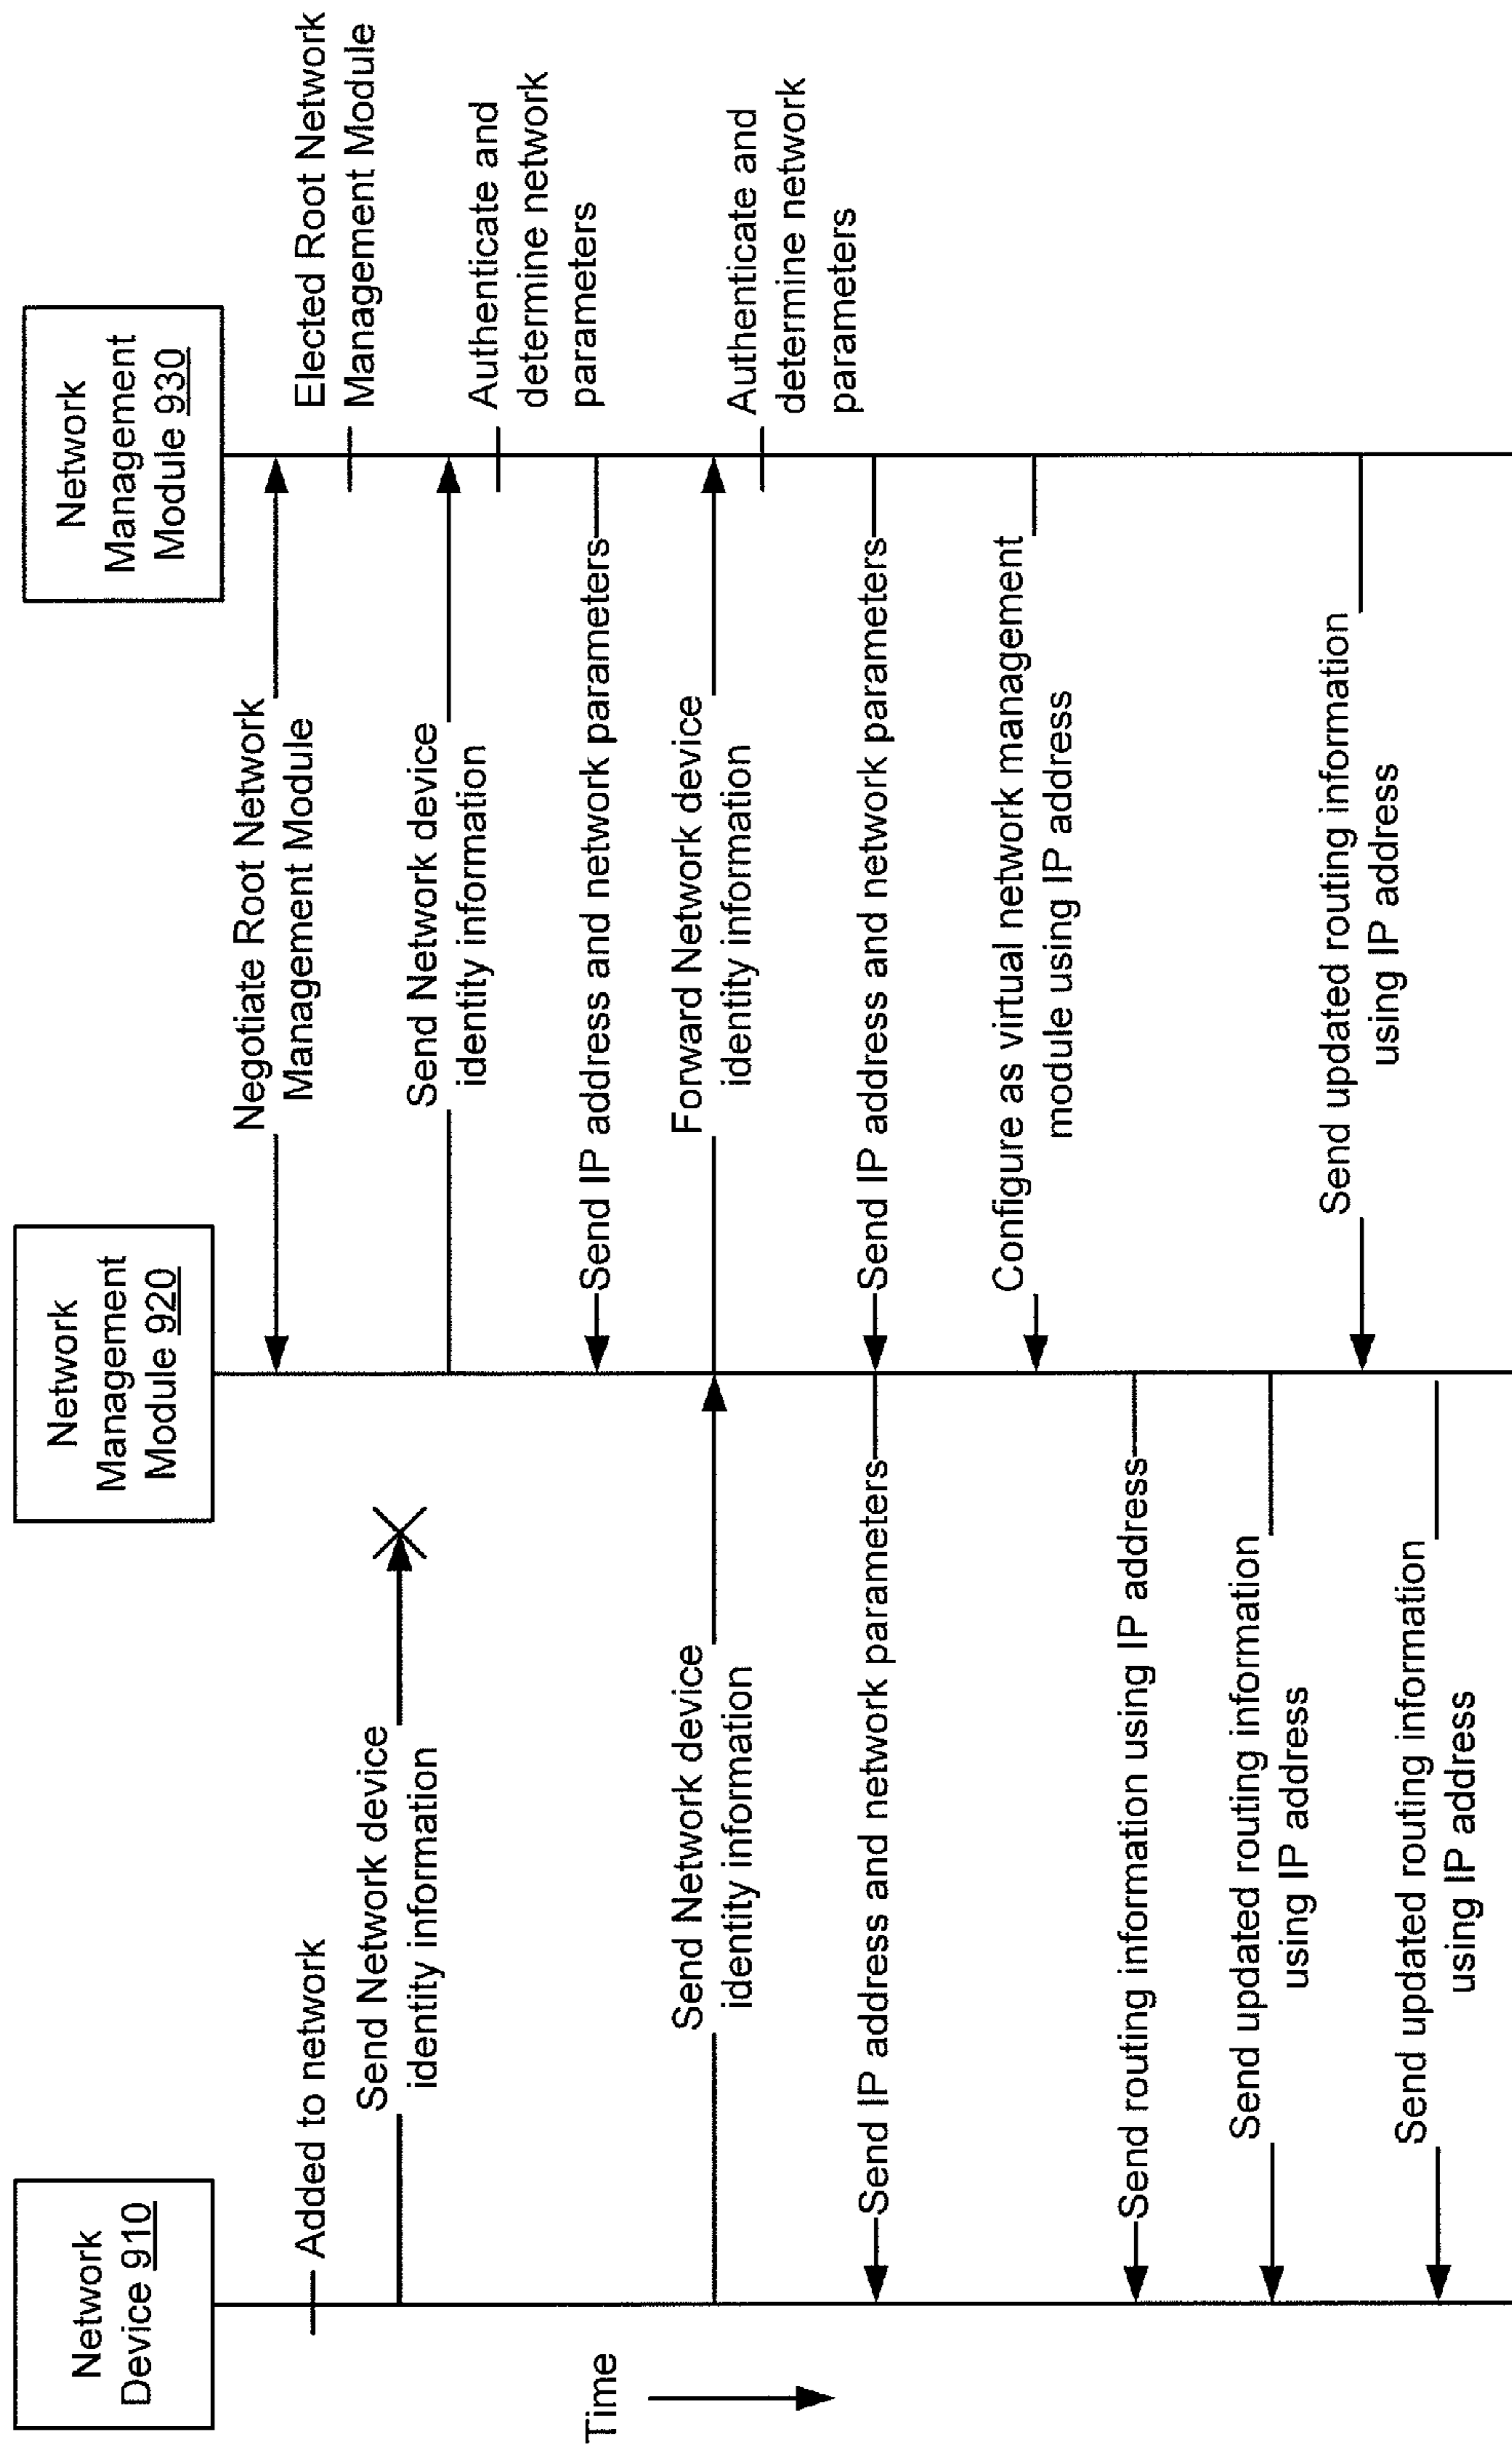 Network
Device 910
Network
Management
Module 920
Network
Management
Module 930
Time
Negotiate Root Network
Management Module
Added to network
Elected Root Network
Management Module
Send Network device
identity information
Send Network device
identity information
Authenticate and
determine network
parameters
Send IP address and network parameters
Send Network device
identity information
Forward Network device
identity information
Authenticate and
determine network
parameters
Send IP address and network parameters
Send IP address and network parameters
Configure as virtual network management
module using IP address
Send routing information using IP address
Send updated routing information
using IP address
Send updated routing information
using IP address
Send updated routing information
using IP address